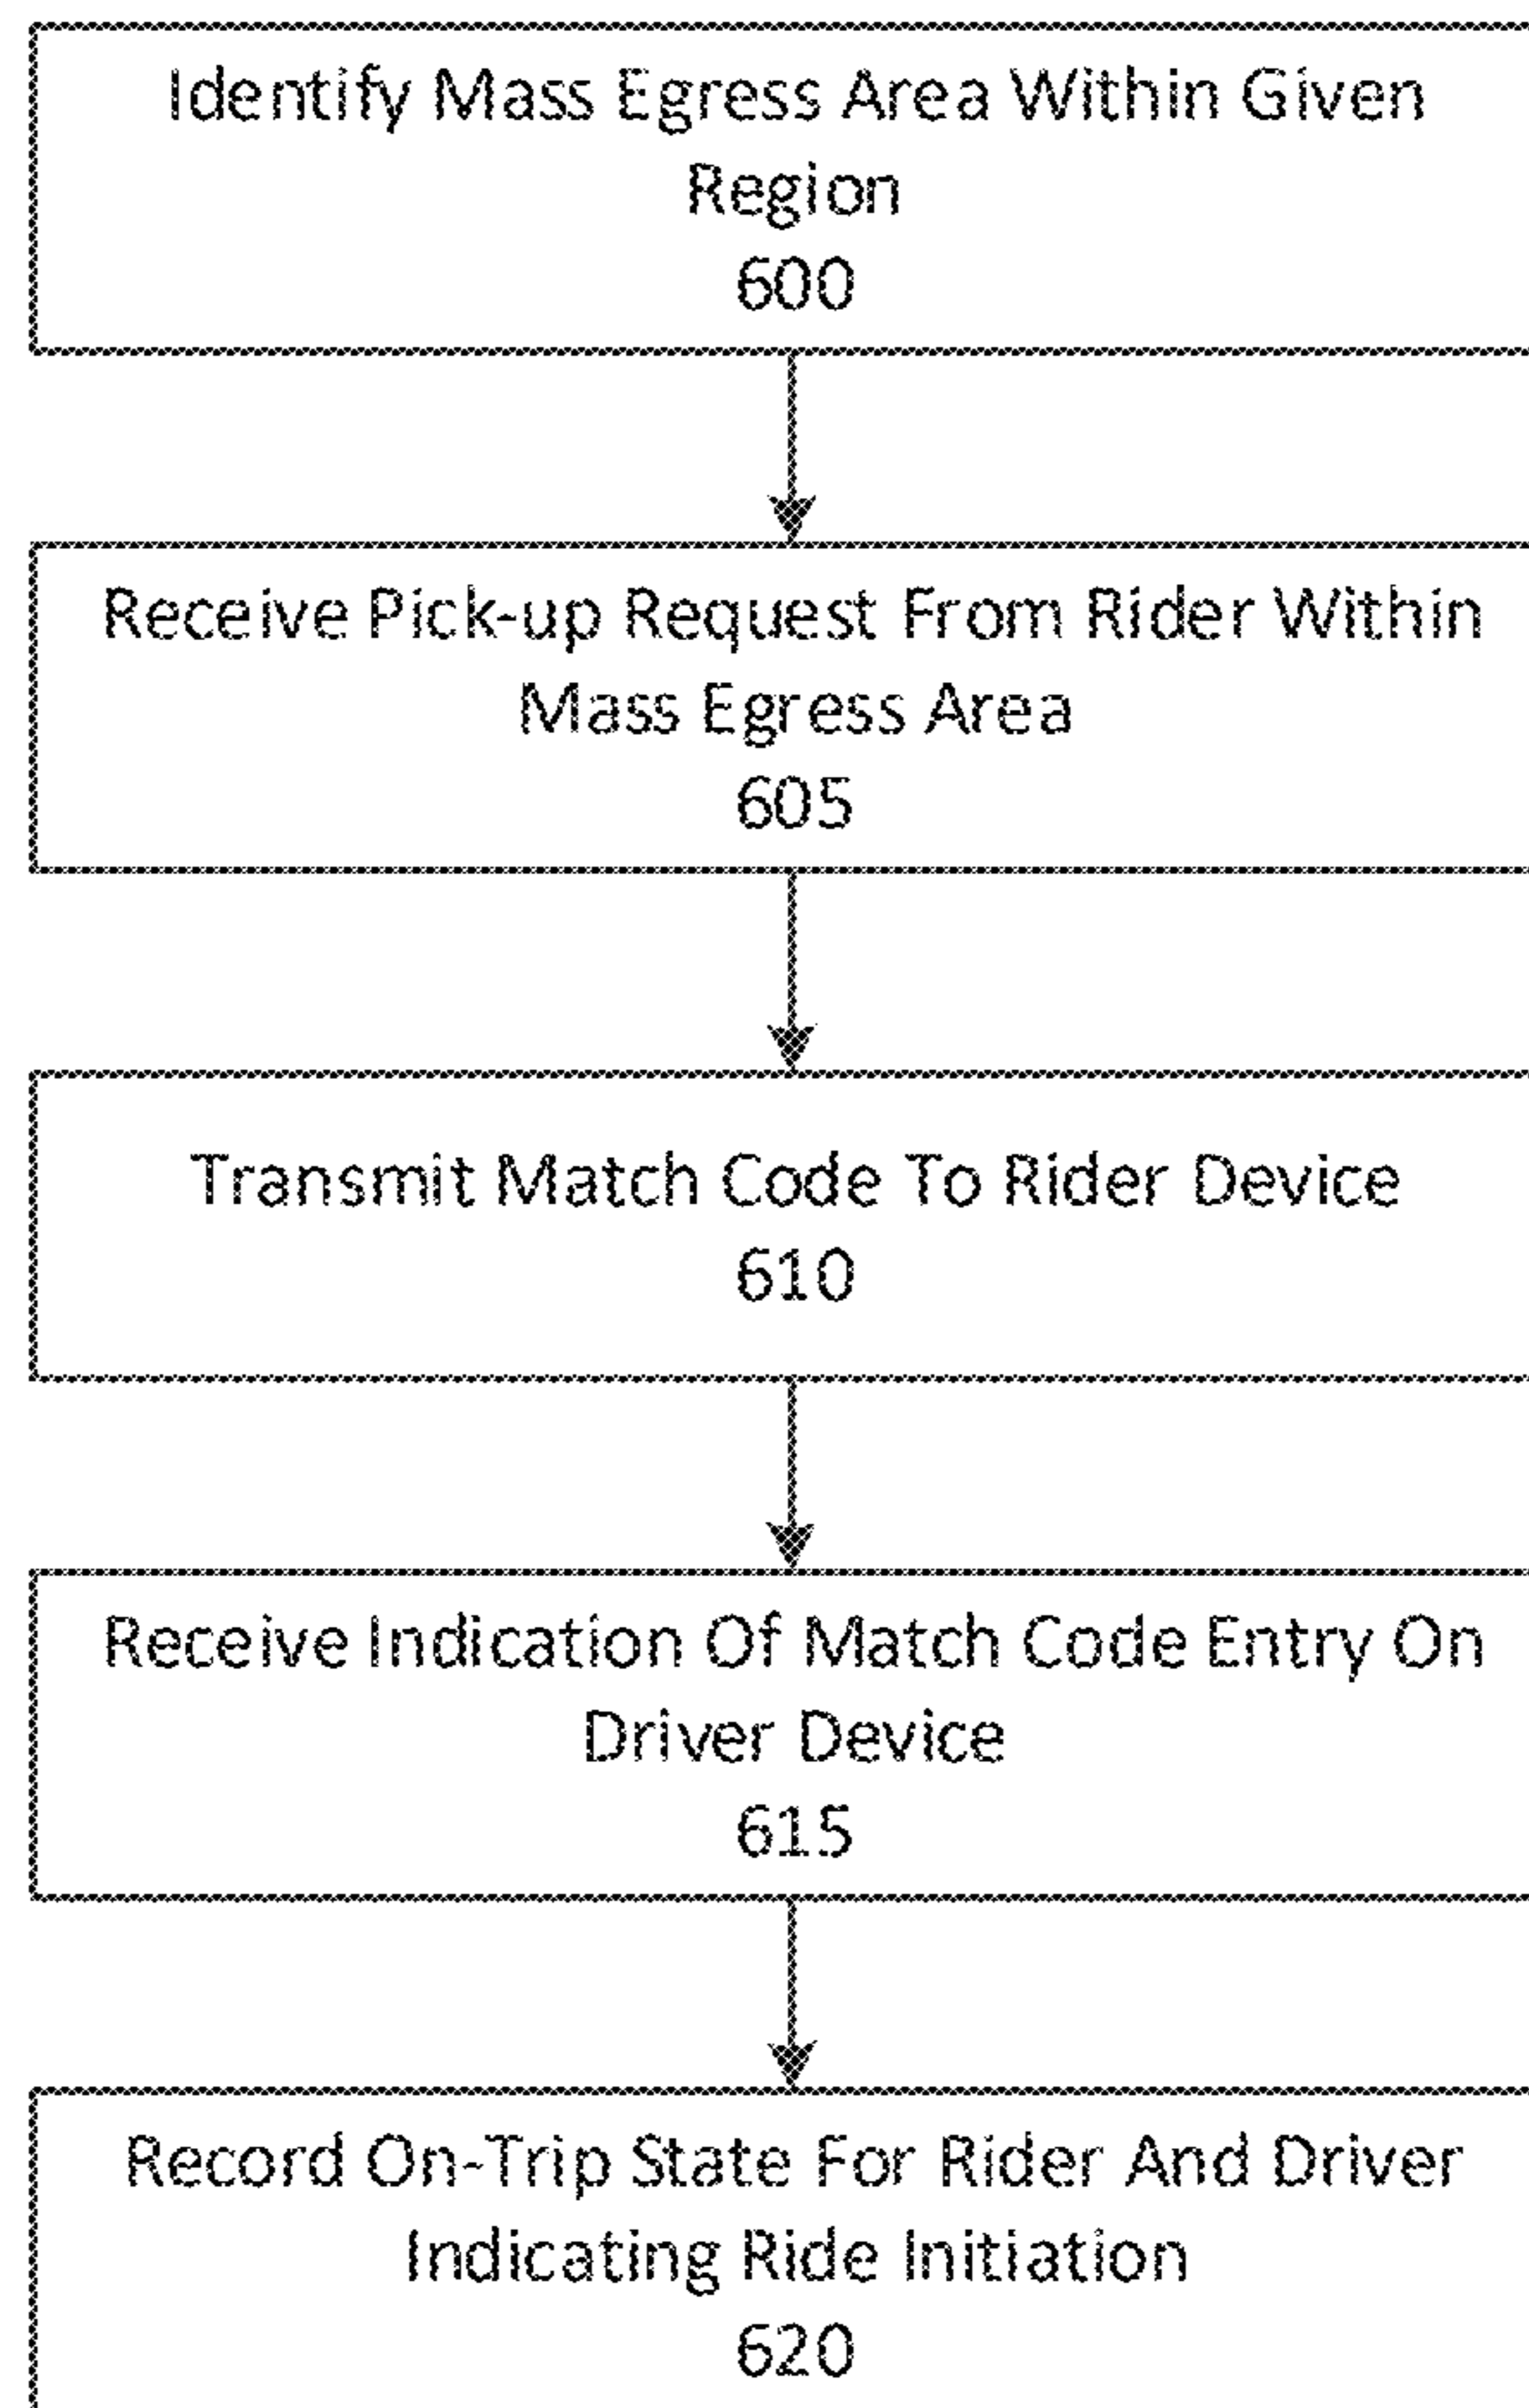 Identify Mass Egress Area Within Given
Region
600
Receive Pick-up Request From Rider Within
Mass Egress Area
605
Transmit Match Code To Rider Device
610
Receive Indication Of Match Code Entry On
Driver Device
615
Record On-Trip State For Rider And Driver
Indicating Ride Initiation
620